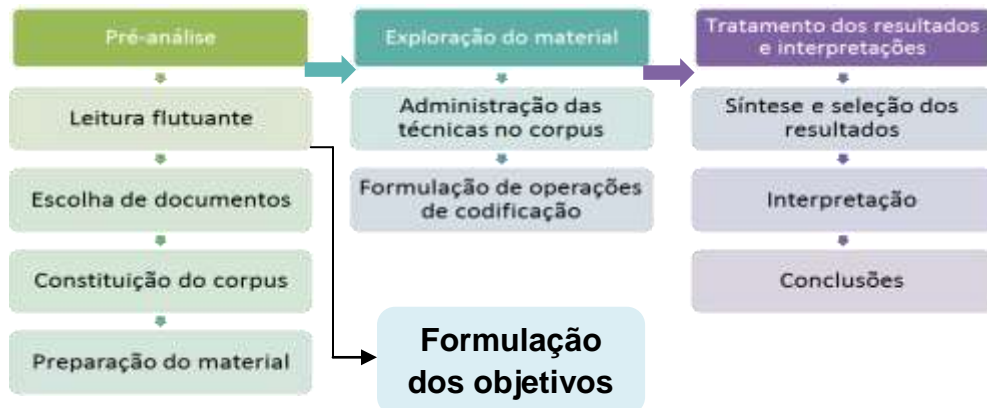 Pré-análise
Leitura flutuante
Escolha de documentos
Constituição do corpus
Preparação do material
Exploração do material
Administração das
técnicas no corpus
Formulação de operações
de codificação
Formulação
dos objetivos
Tratamento dos resultados
e interpretações
Síntese e seleção dos
resultados
Interpretação
Conclusões